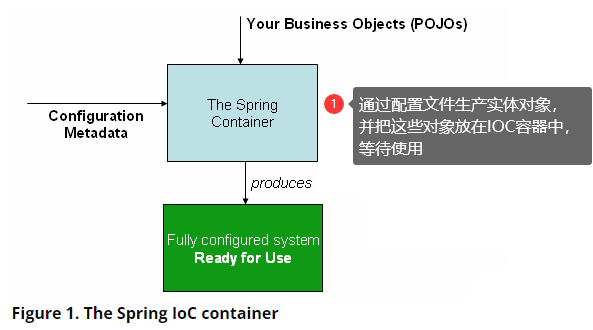 Your Business Objects (POJOs)
The Spring
Container
Configuration
Metadata
1
通过配置文件生产实体对象，
并把这些对象放在IOC容器中，
等待使用
produces
Fully configured system
Ready for Use
Figure 1. The Spring IoC container